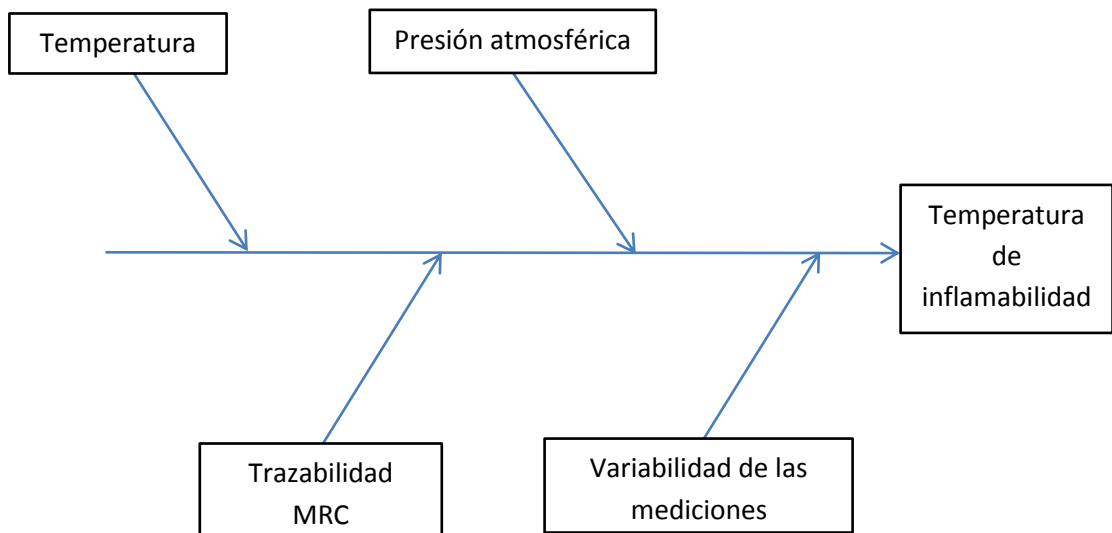 Temperatura
Presión atmosférica
Temperatura
de
inflamabilidad
Trazabilidad
MRC
Variabilidad de las
mediciones